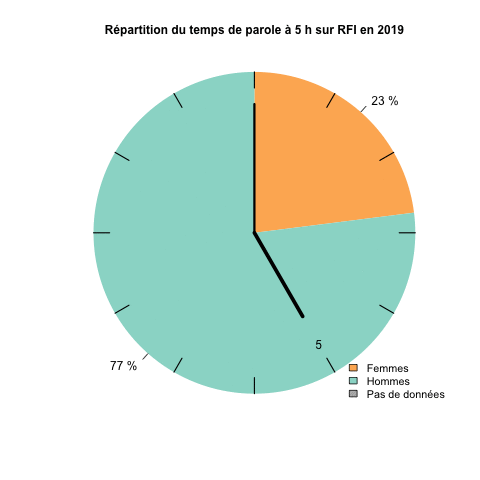 Répartition du temps de parole à 5 h sur RFI en 2019
23 %
5
77 %
Femmes
Hommes
Pas de données